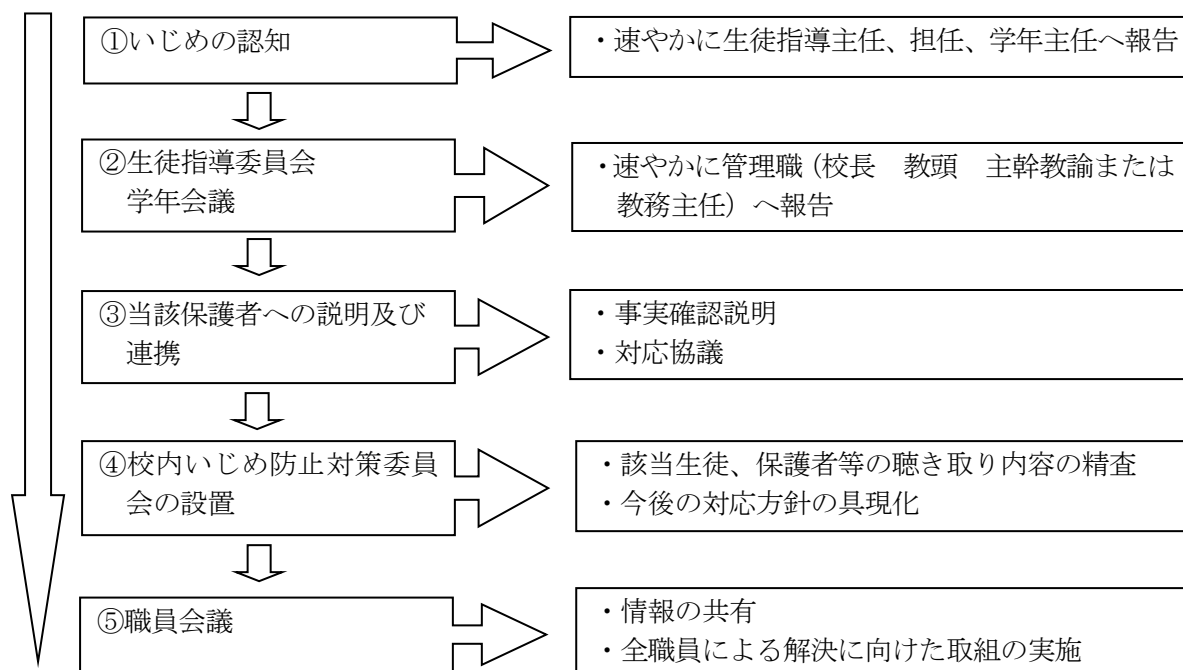 ①いじめの認知
・速やかに生徒指導主任、担任、学年主任へ報告
②生徒指導委員会
学年会議
・速やかに管理職（校長　教頭　主幹教諭または
教務主任）へ報告
③当該保護者への説明及び
連携
・事実確認説明
・対応協議
④校内いじめ防止対策委員
会の設置
・該当生徒、保護者等の聴き取り内容の精査
・今後の対応方針の具現化
⑤職員会議
・情報の共有
・全職員による解決に向けた取組の実施